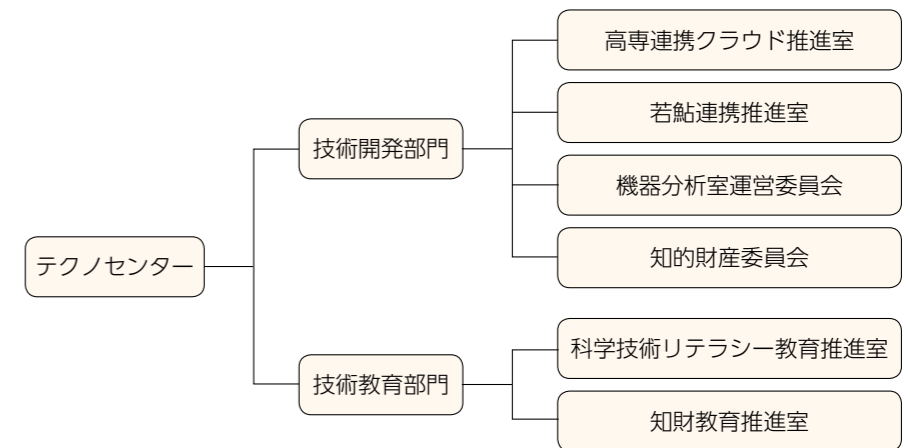 テクノセンター
技術開発部門
高専連携クラウド推進室
若鮎連携推進室
機器分析室運営委員会
知的財産委員会
技術教育部門
科学技術リテラシー教育推進室
知財教育推進室